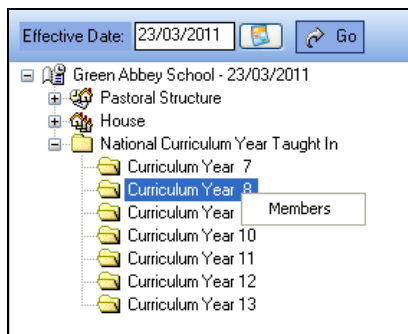 Effective Date: 23/03/2011 Go
Green Abbey School - 23/03/2011
Pastoral Structure
House
National Curriculum Year Taught In
Curriculum Year 7
Curriculum Year 8
Members
Curriculum Year
Curriculum Year 10
Curriculum Year 11
Curriculum Year 12
Curriculum Year 13